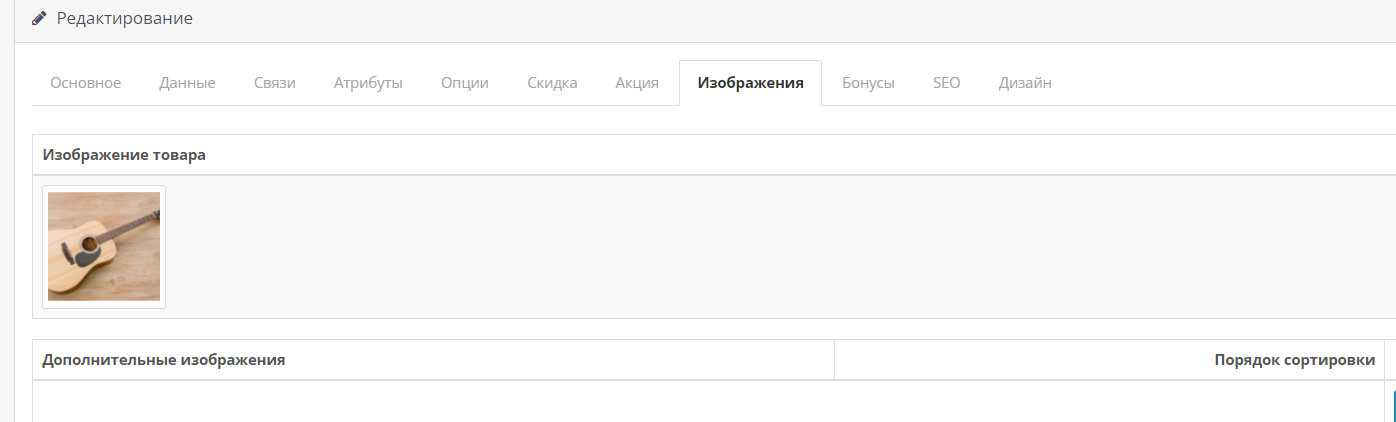 Редактирование
Основное Данные Связи Атрибуты Опции Скидка Акция Изображения Бонусы SEO Дизайн
Изображение товара
Дополнительные изображения Порядок сортировки